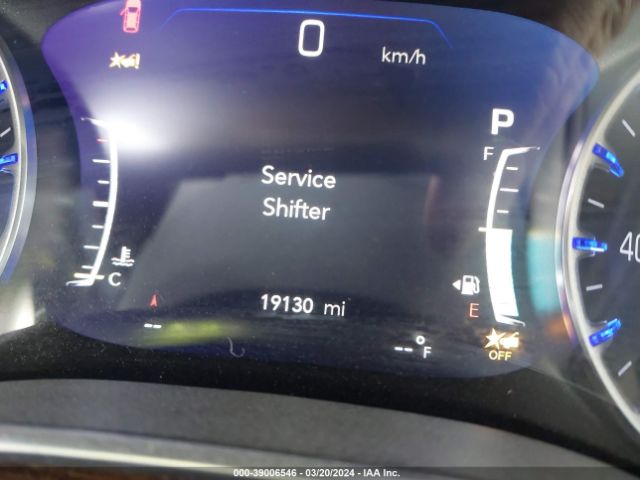 0
km/h
P
F
Service
Shifter
C
E
19130 mi
-- °F
--
OFF
40
000-39006546 - 03/20/2024 - IAA Inc.